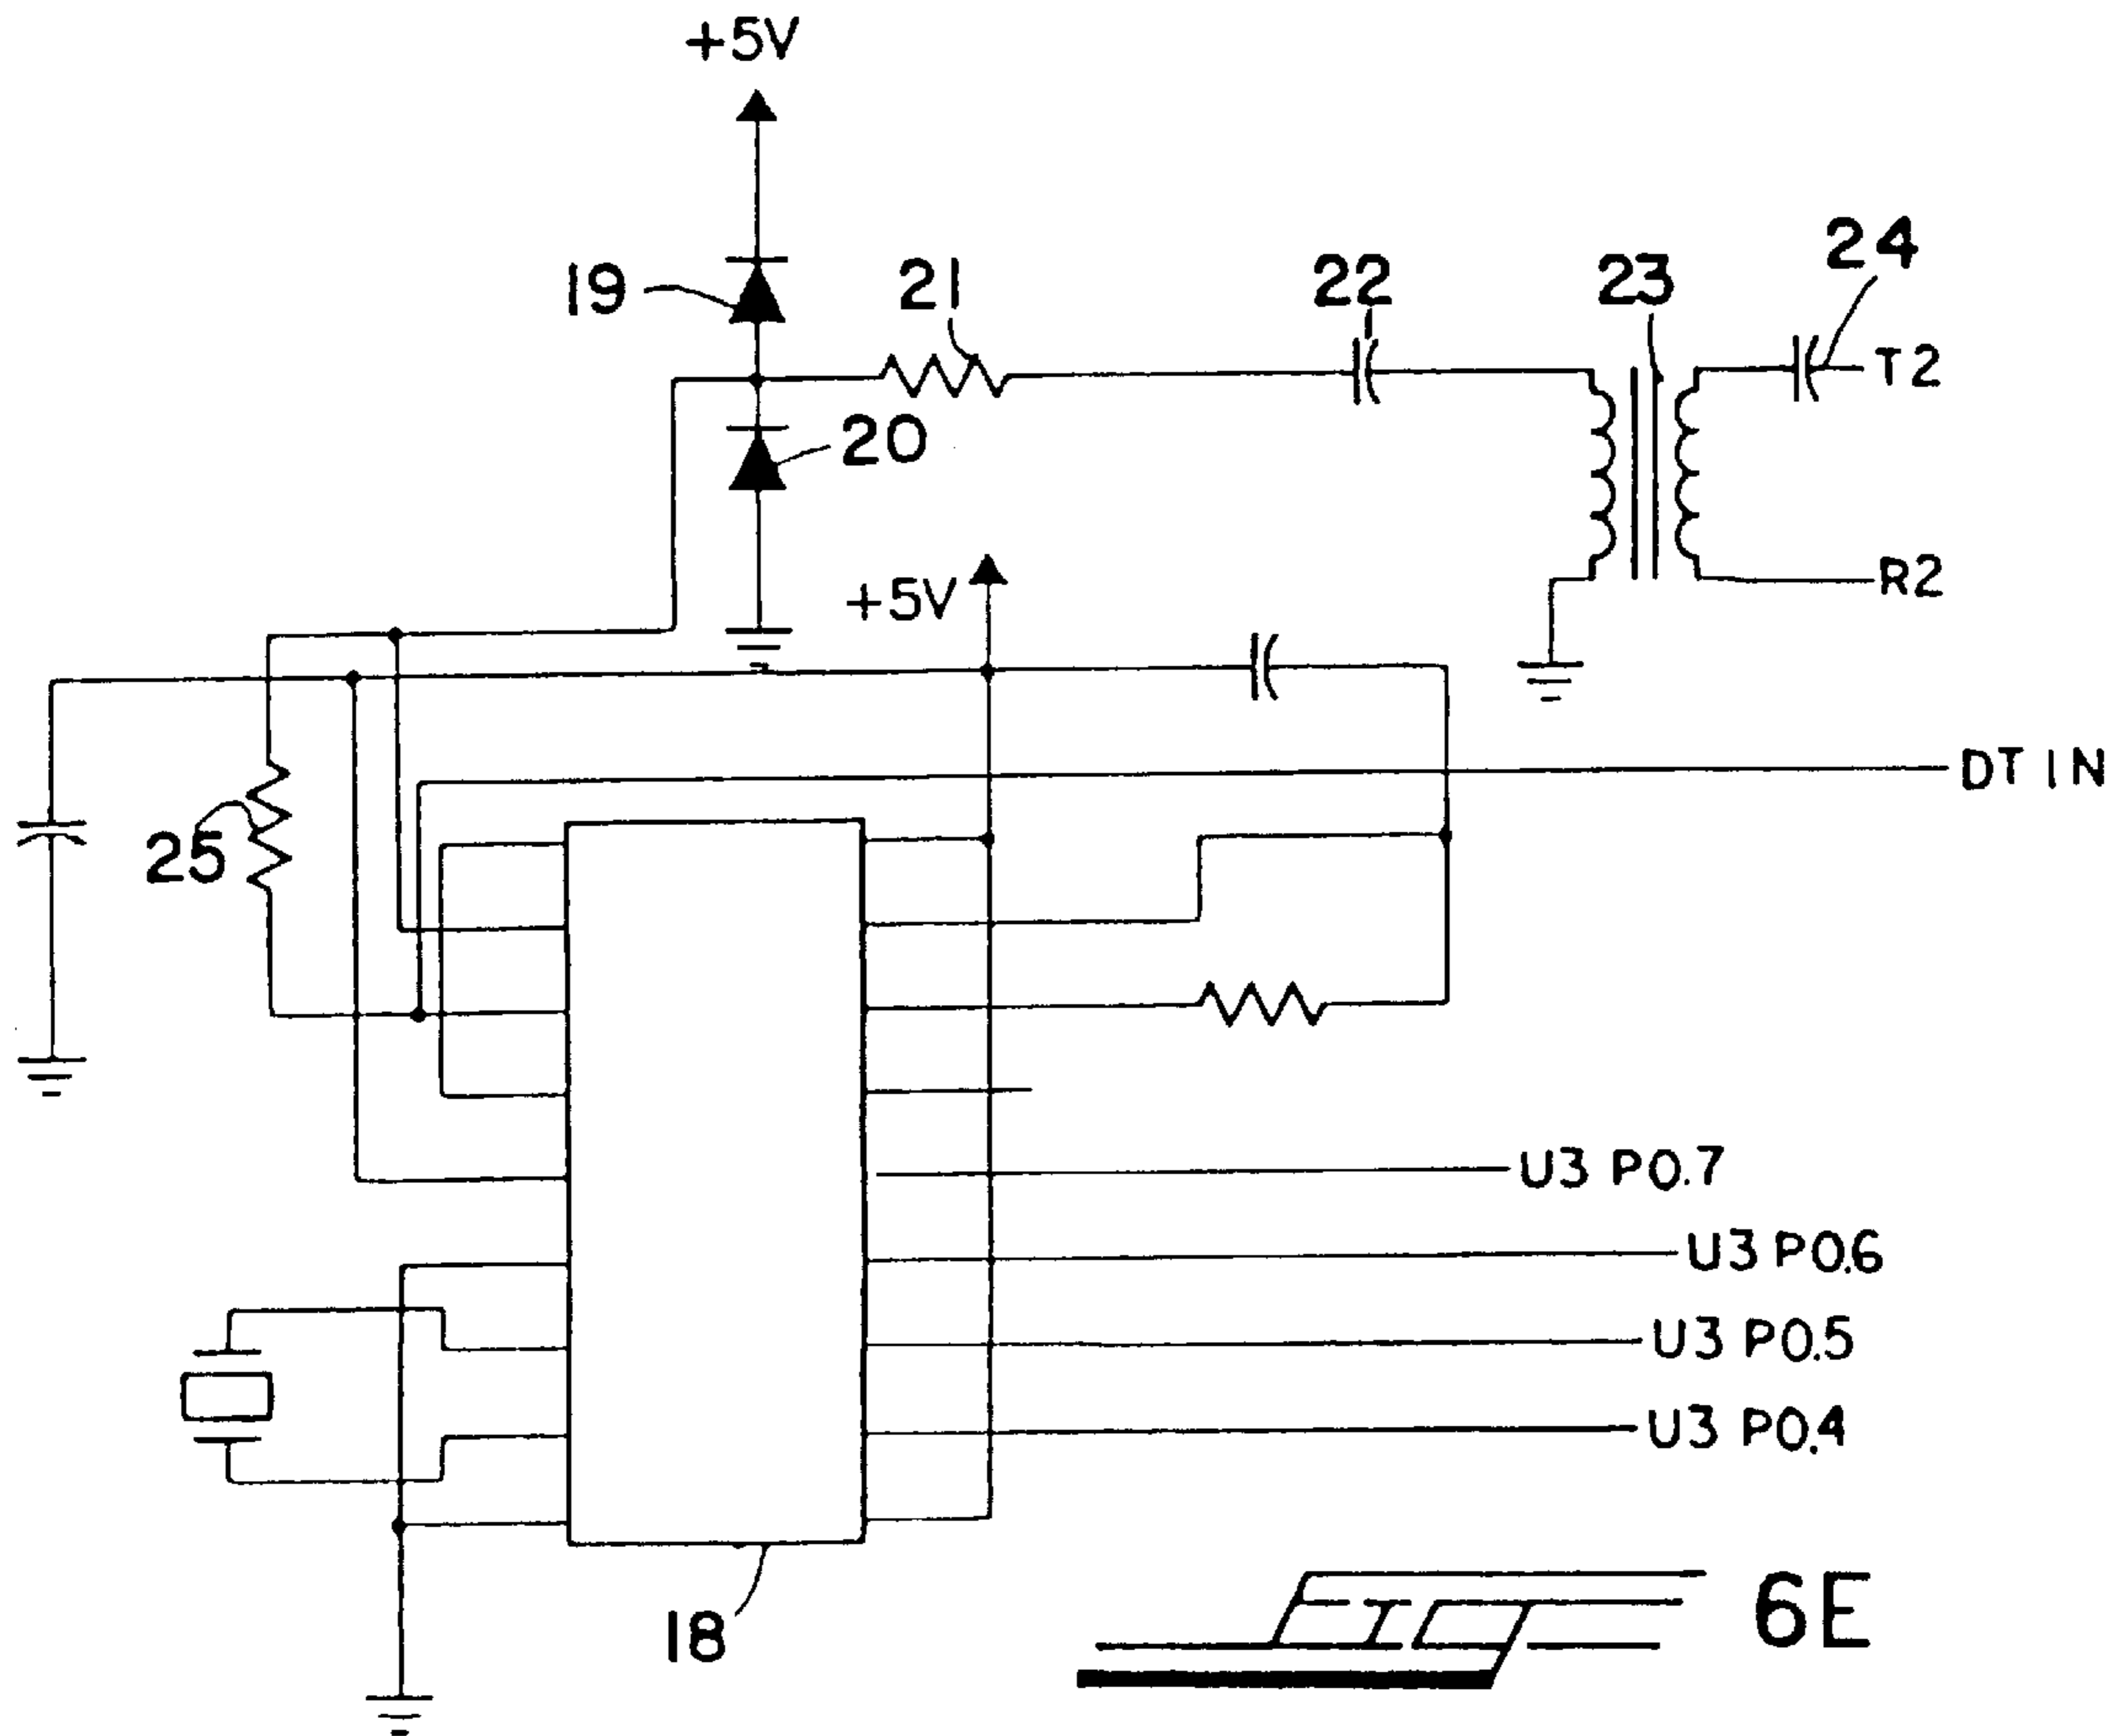 +5V
19
21
22
23
24
T2
20
+5V
R2
DT IN
25
U3 P0.7
U3 P0.6
U3 P0.5
U3 P0.4
18
FIG 6E